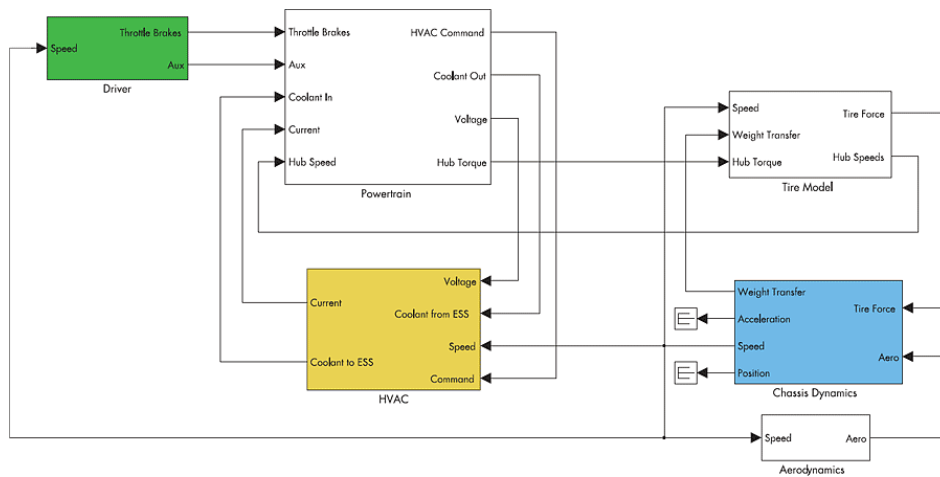 Throttle Brakes
Speed
Aux
Driver
Throttle Brakes
HVAC Command
Aux
Coolant Out
Coolant In
Voltage
Current
Hub Speed
Hub Torque
Powertrain
Speed
Tire Force
Weight Transfer
Hub Speeds
Hub Torque
Tire Model
Voltage
Current
Coolant from ESS
Speed
Coolant to ESS
Command
HVAC
Weight Transfer
Tire Force
Acceleration
Speed
Aero
Position
Chassis Dynamics
Speed
Aero
Aerodynamics